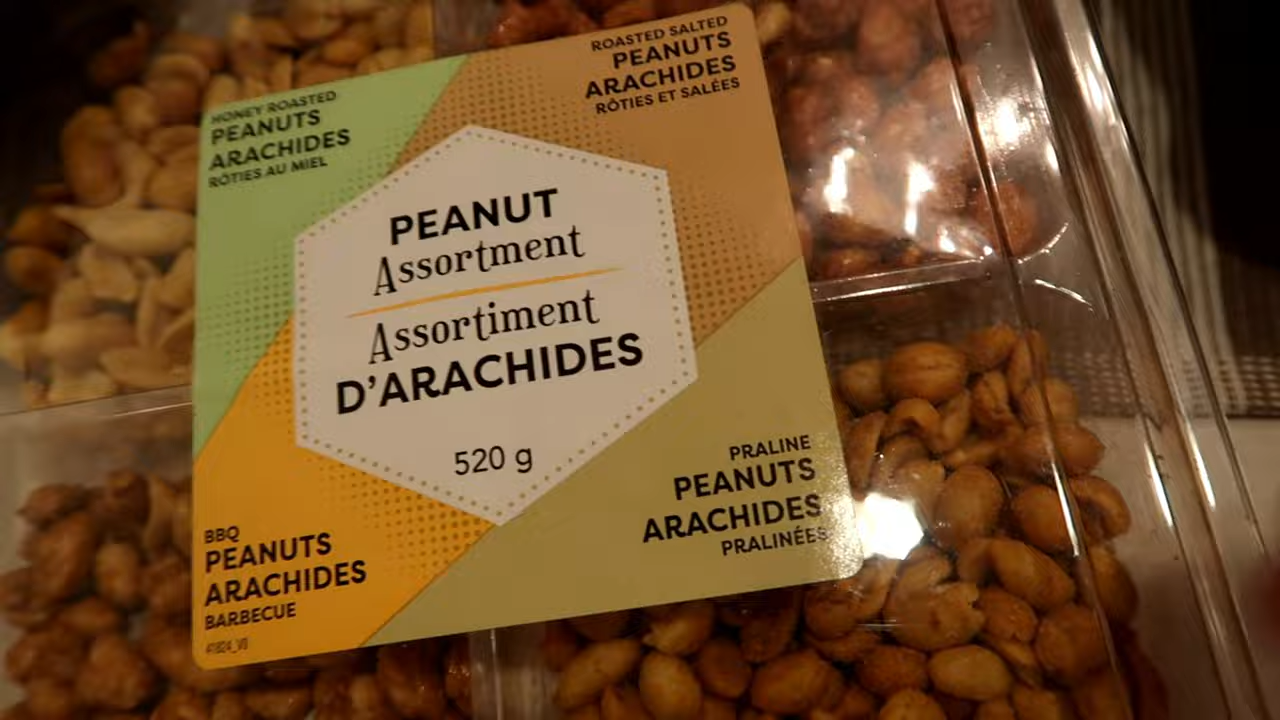 HONEY ROASTED
PEANUTS
ARACHIDES
RÔTIES AU MIEL
ROASTED SALTED
PEANUTS
ARACHIDES
RÔTIES ET SALÉES
PEANUT
Assortment
Assortiment
D'ARACHIDES
520 g
BBQ
PEANUTS
ARACHIDES
BARBECUE
41824_V0
PRALINE
PEANUTS
ARACHIDES
PRALINÉES